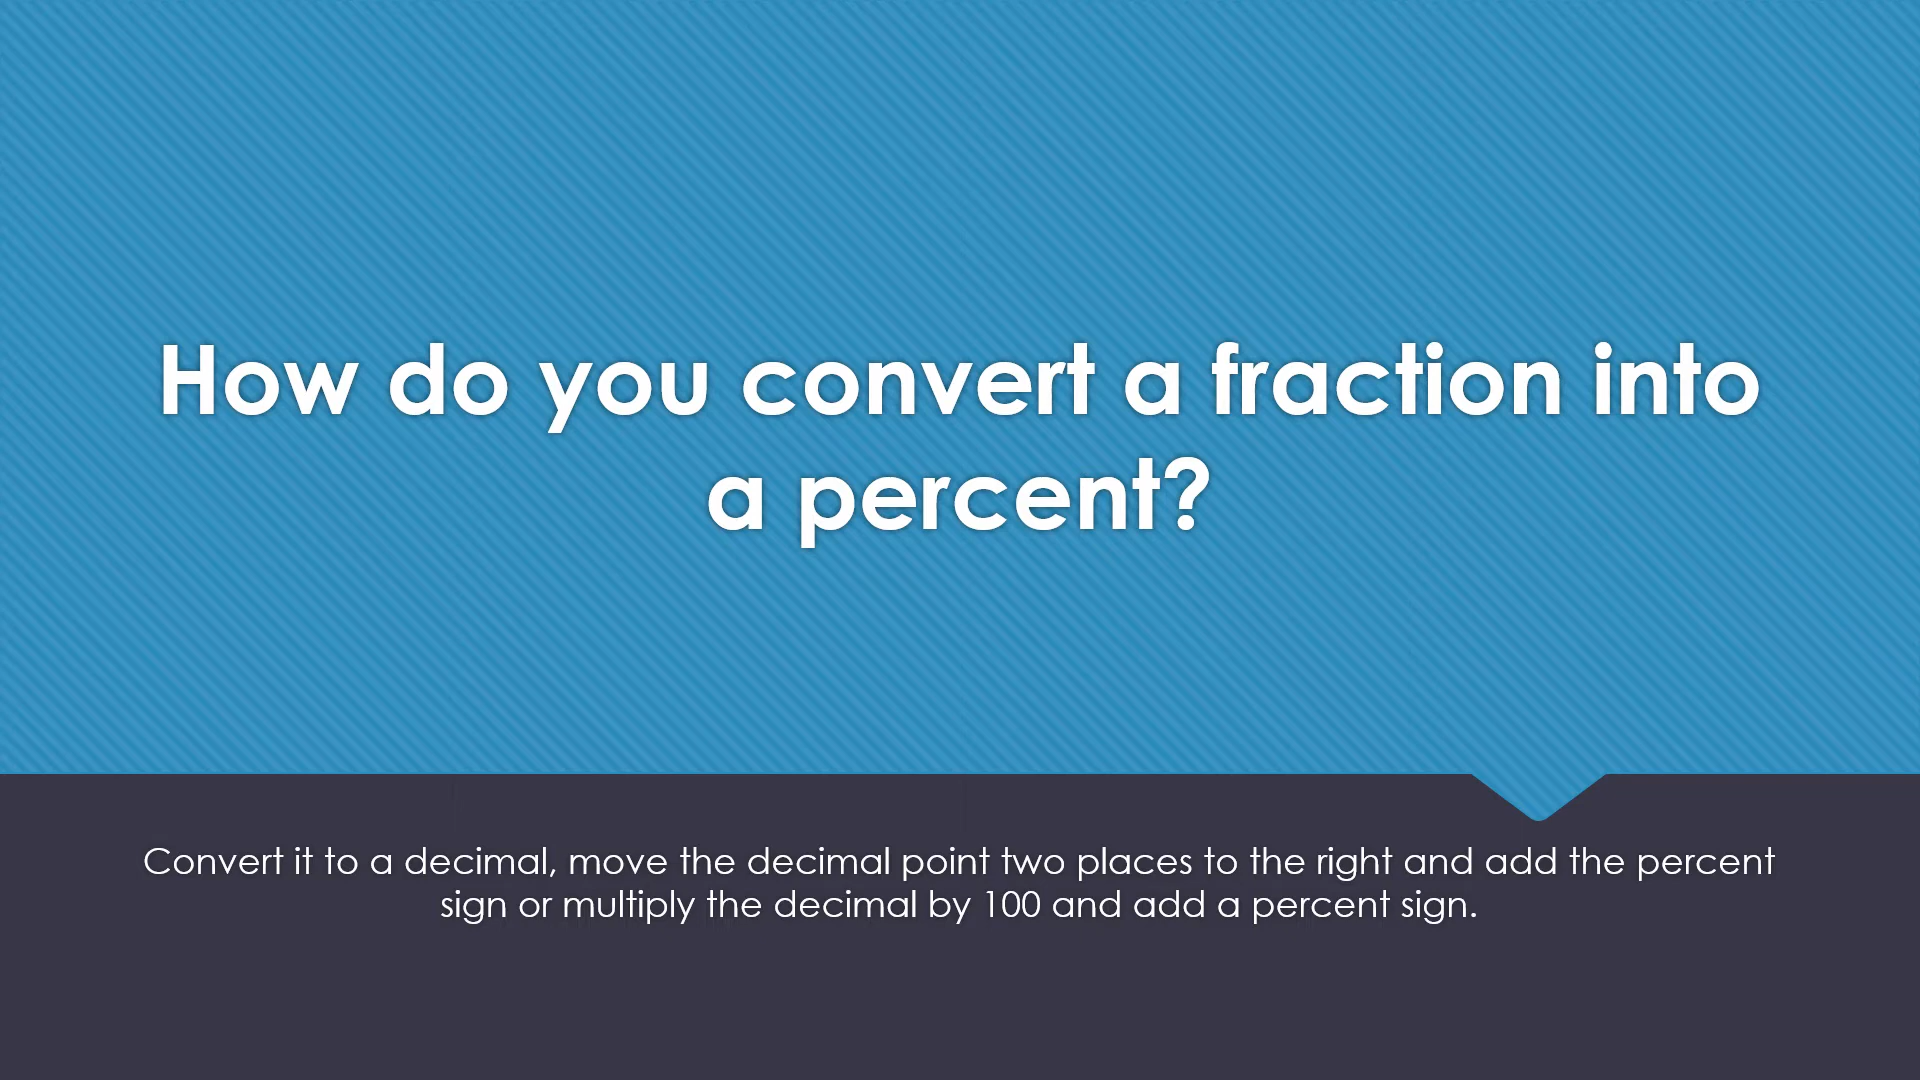 How do you convert a fraction into
a percent?
Convert it to a decimal, move the decimal point two places to the right and add the percent
sign or multiply the decimal by 100 and add a percent sign.